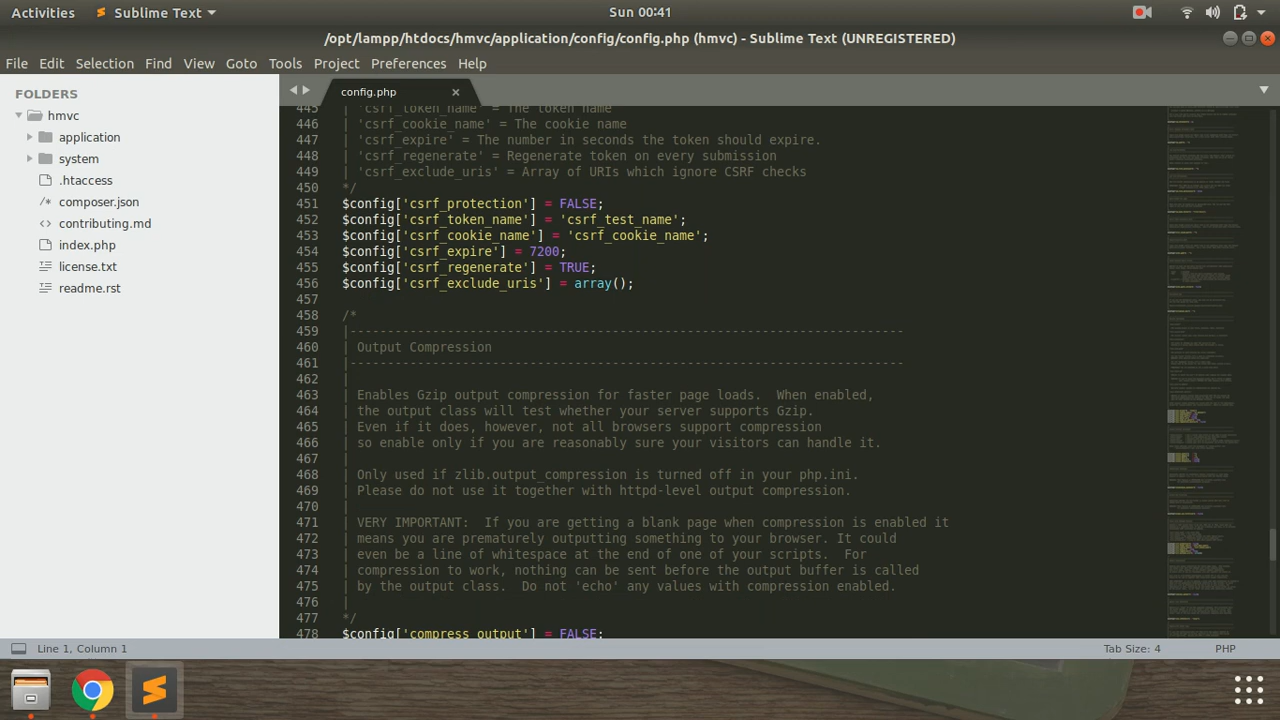 Activities
Sublime Text
Sun 00:41
/opt/lampp/htdocs/hmvc/application/config/config.php (hmvc) - Sublime Text (UNREGISTERED)
File Edit Selection Find View Goto Tools Project Preferences Help
FOLDERS
hmvc
application
system
.htaccess
composer.json
contributing.md
index.php
license.txt
readme.rst
config.php
445 | 'csrf_token_name' = The token name
446 | 'csrf_cookie_name' = The cookie name
447 | 'csrf_expire' = The number in seconds the token should expire.
448 | 'csrf_regenerate' = Regenerate token on every submission
449 | 'csrf_exclude_uris' = Array of URIs which ignore CSRF checks
450 */
451 $config['csrf_protection'] = FALSE;
452 $config['csrf_token_name'] = 'csrf_test_name';
453 $config['csrf_cookie_name'] = 'csrf_cookie_name';
454 $config['csrf_expire'] = 7200;
455 $config['csrf_regenerate'] = TRUE;
456 $config['csrf_exclude_uris'] = array();
457
458 /*
459 |--------------------------------------------------------------------------
460 | Output Compression
461 |--------------------------------------------------------------------------
462 |
463 | Enables Gzip output compression for faster page loads.  When enabled,
464 | the output class will test whether your server supports Gzip.
465 | Even if it does, however, not all browsers support compression
466 | so enable only if you are reasonably sure your visitors can handle it.
467 |
468 | Only used if zlib.output_compression is turned off in your php.ini.
469 | Please do not use it together with httpd-level output compression.
470 |
471 | VERY IMPORTANT:  If you are getting a blank page when compression is enabled it
472 | means you are prematurely outputting something to your browser. It could
473 | even be a line of whitespace at the end of one of your scripts.  For
474 | compression to work, nothing can be sent before the output buffer is called
475 | by the output class.  Do not 'echo' any values with compression enabled.
476 |
477 */
478 $config['compress_output'] = FALSE;
Line 1, Column 1
Tab Size: 4
PHP